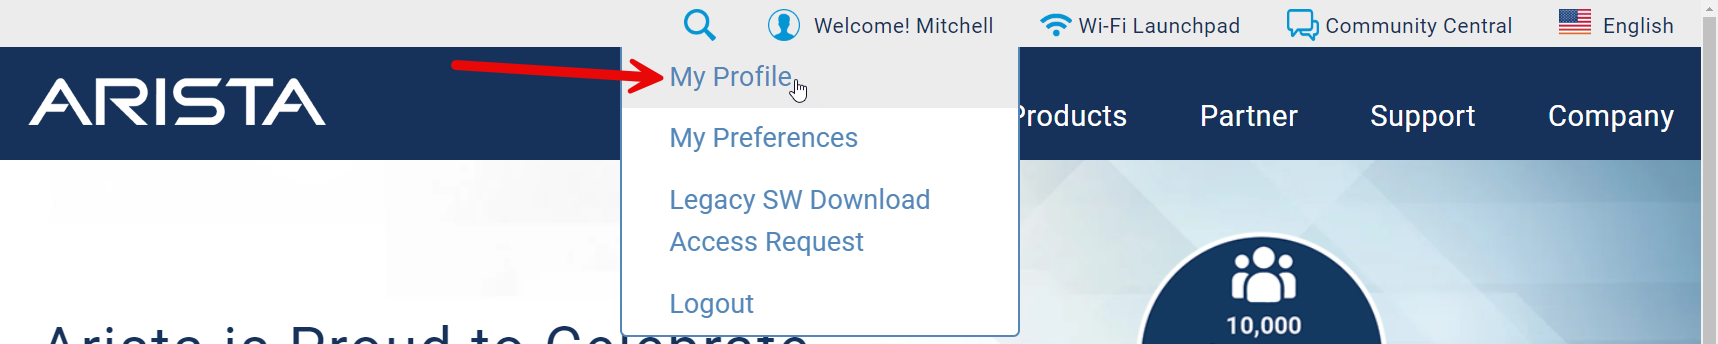 Welcome! Mitchell
Wi-Fi Launchpad
Community Central
English
ARISTA
Products
Partner
Support
Company
My Profile
My Preferences
Legacy SW Download
Access Request
Logout
10,000
Arista is Proud to Celebrate